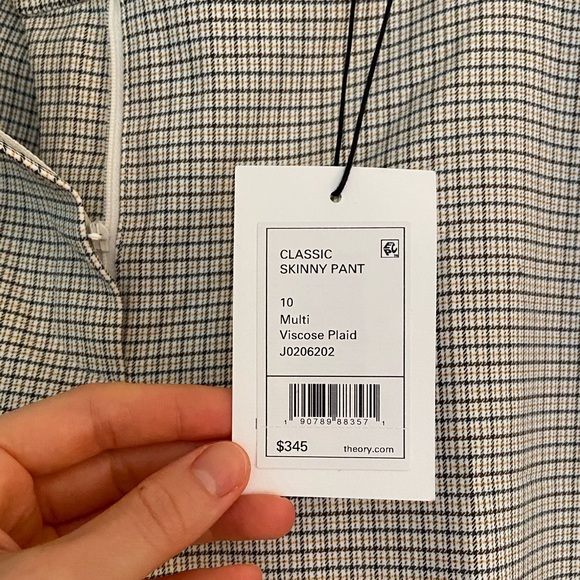 CLASSIC
SKINNY PANT
10
Multi
Viscose Plaid
J0206202
1 90789 88357 1
$345 theory.com